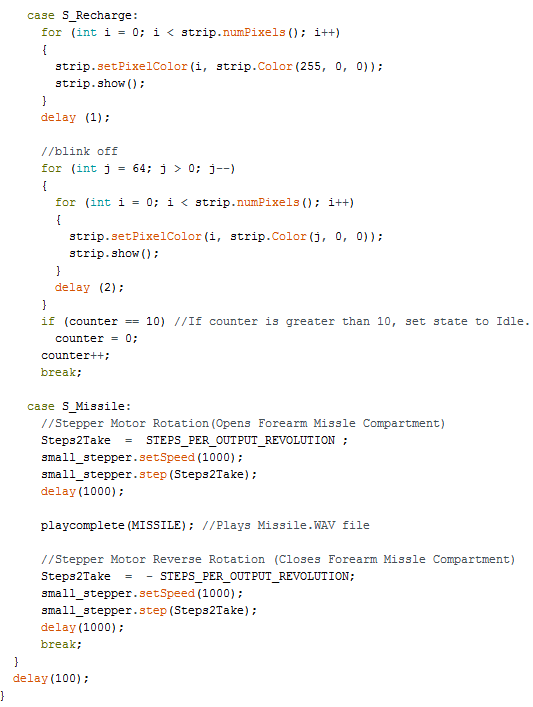 case S_Recharge:
for (int i = 0; i < strip.numPixels(); i++)
{
strip.setPixelColor(i, strip.Color(255, 0, 0));
strip.show();
}
delay (1);
//blink off
for (int j = 64; j > 0; j--)
{
for (int i = 0; i < strip.numPixels(); i++)
{
strip.setPixelColor(i, strip.Color(j, 0, 0));
strip.show();
}
delay (2);
}
if (counter == 10) //If counter is greater than 10, set state to Idle.
counter = 0;
counter++;
break;
case S_Missile:
//Stepper Motor Rotation(Opens Forearm Missle Compartment)
Steps2Take  =  STEPS_PER_OUTPUT_REVOLUTION ;
small_stepper.setSpeed(1000);
small_stepper.step(Steps2Take);
delay(1000);
playcomplete(MISSILE); //Plays Missile.WAV file
//Stepper Motor Reverse Rotation (Closes Forearm Missle Compartment)
Steps2Take  =  - STEPS_PER_OUTPUT_REVOLUTION;
small_stepper.setSpeed(1000);
small_stepper.step(Steps2Take);
delay(1000);
break;
}
delay(100);
}